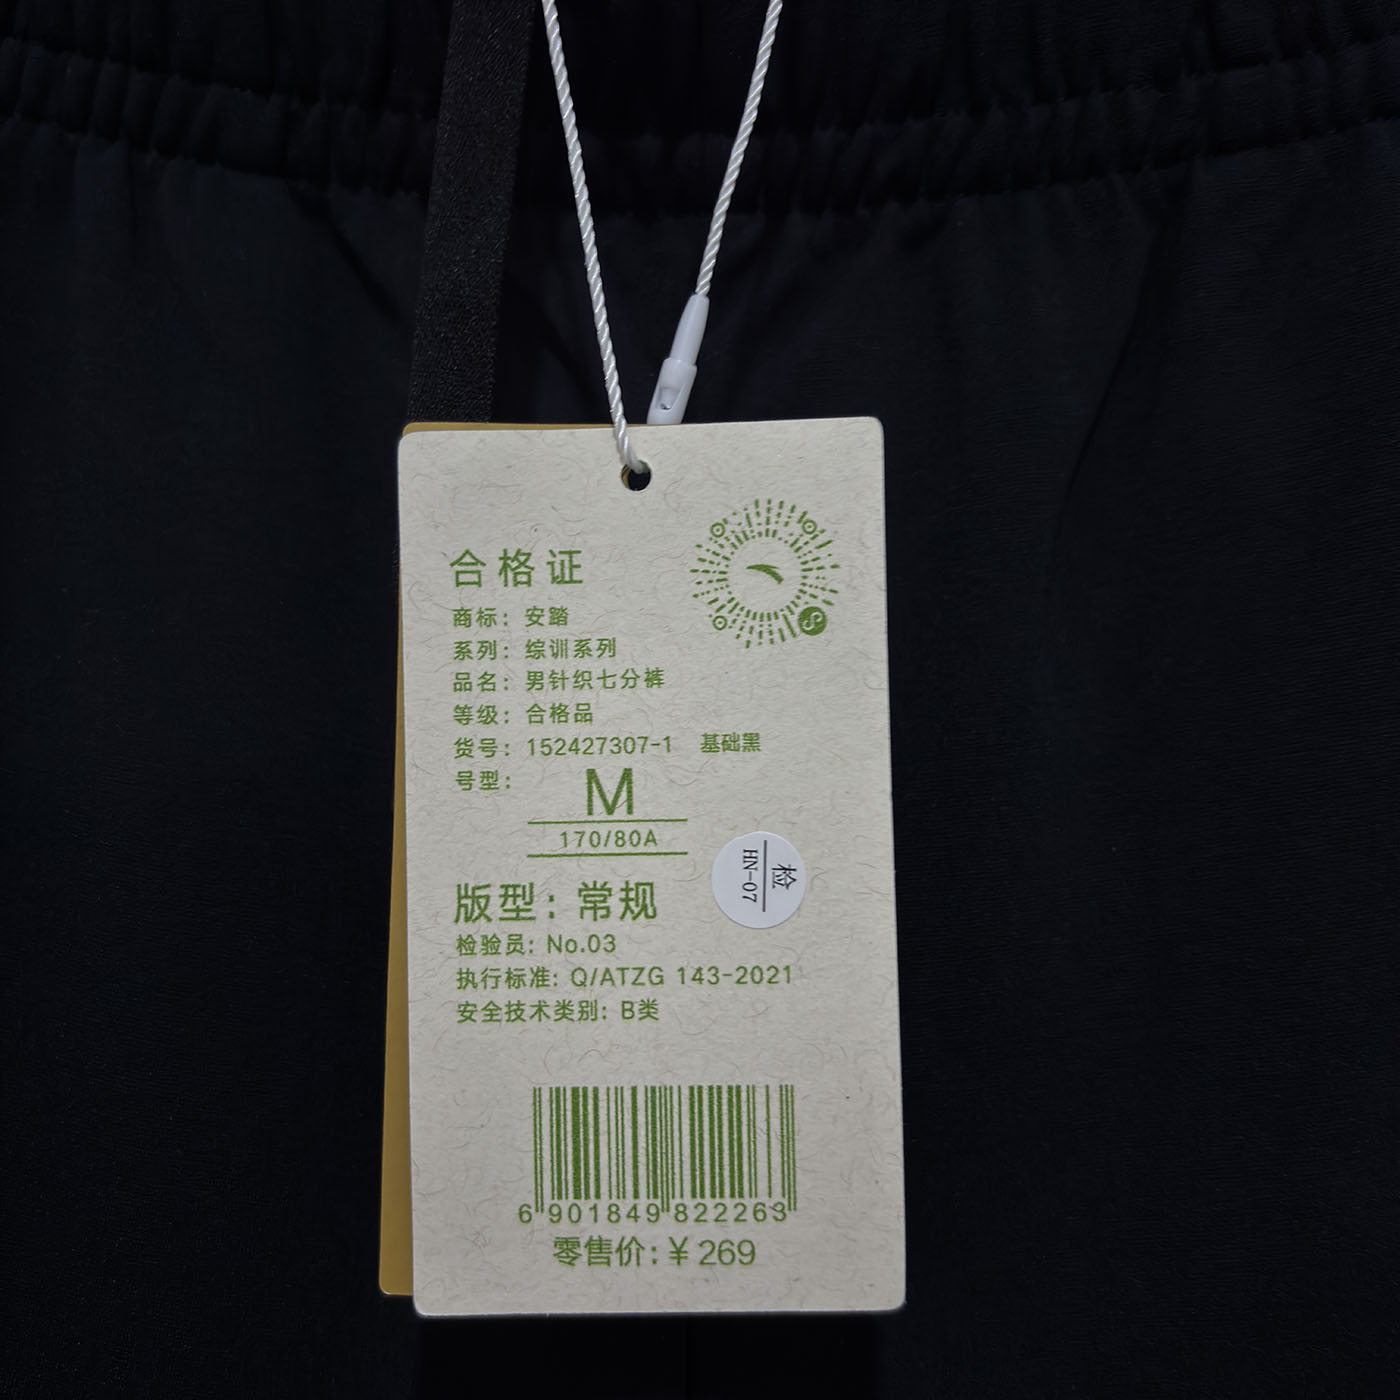 合格证
商标：安踏
系列：综训系列
品名：男针织七分裤
等级：合格品
货号：152427307-1 基础黑
号型：M
170/80A
检
HN-07
版型：常规
检验员：No.03
执行标准：Q/ATZG 143-2021
安全技术类别：B类
6 901849 822263
零售价：￥269